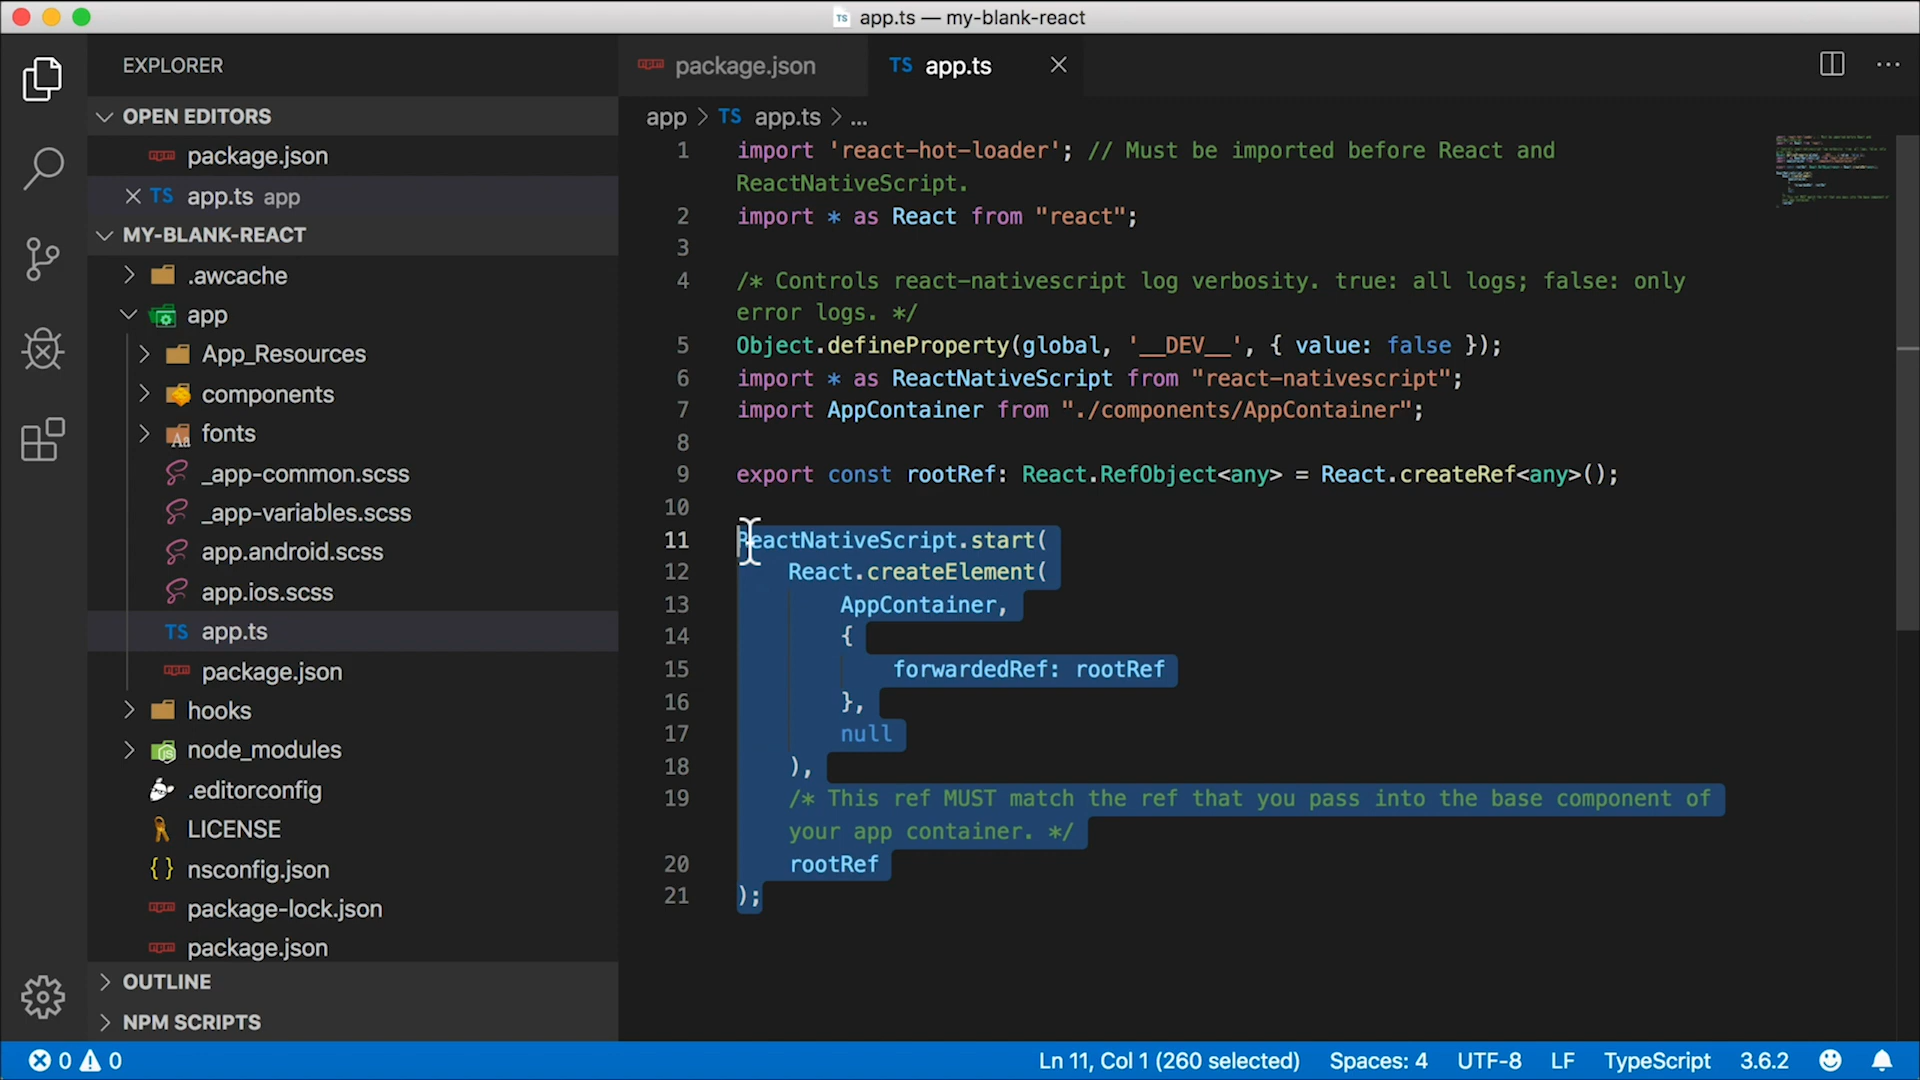 TS app.ts — my-blank-react
EXPLORER
OPEN EDITORS
package.json
TS app.ts app
MY-BLANK-REACT
.awcache
app
App_Resources
components
Aa fonts
_app-common.scss
_app-variables.scss
app.android.scss
app.ios.scss
TS app.ts
package.json
hooks
node_modules
.editorconfig
LICENSE
{} nsconfig.json
package-lock.json
package.json
OUTLINE
NPM SCRIPTS
package.json
TS app.ts
app > TS app.ts > ...
1 import 'react-hot-loader'; // Must be imported before React and
ReactNativeScript.
2 import * as React from "react";
3
4 /* Controls react-nativescript log verbosity. true: all logs; false: only
error logs. */
5 Object.defineProperty(global, '__DEV__', { value: false });
6 import * as ReactNativeScript from "react-nativescript";
7 import AppContainer from "./components/AppContainer";
8
9 export const rootRef: React.RefObject<any> = React.createRef<any>();
10
11 ReactNativeScript.start(
12 React.createElement(
13 AppContainer,
14 {
15 forwardedRef: rootRef
16 },
17 null
18 ),
19 /* This ref MUST match the ref that you pass into the base component of
your app container. */
20 rootRef
21 );
0 0
Ln 11, Col 1 (260 selected) Spaces: 4 UTF-8 LF TypeScript 3.6.2